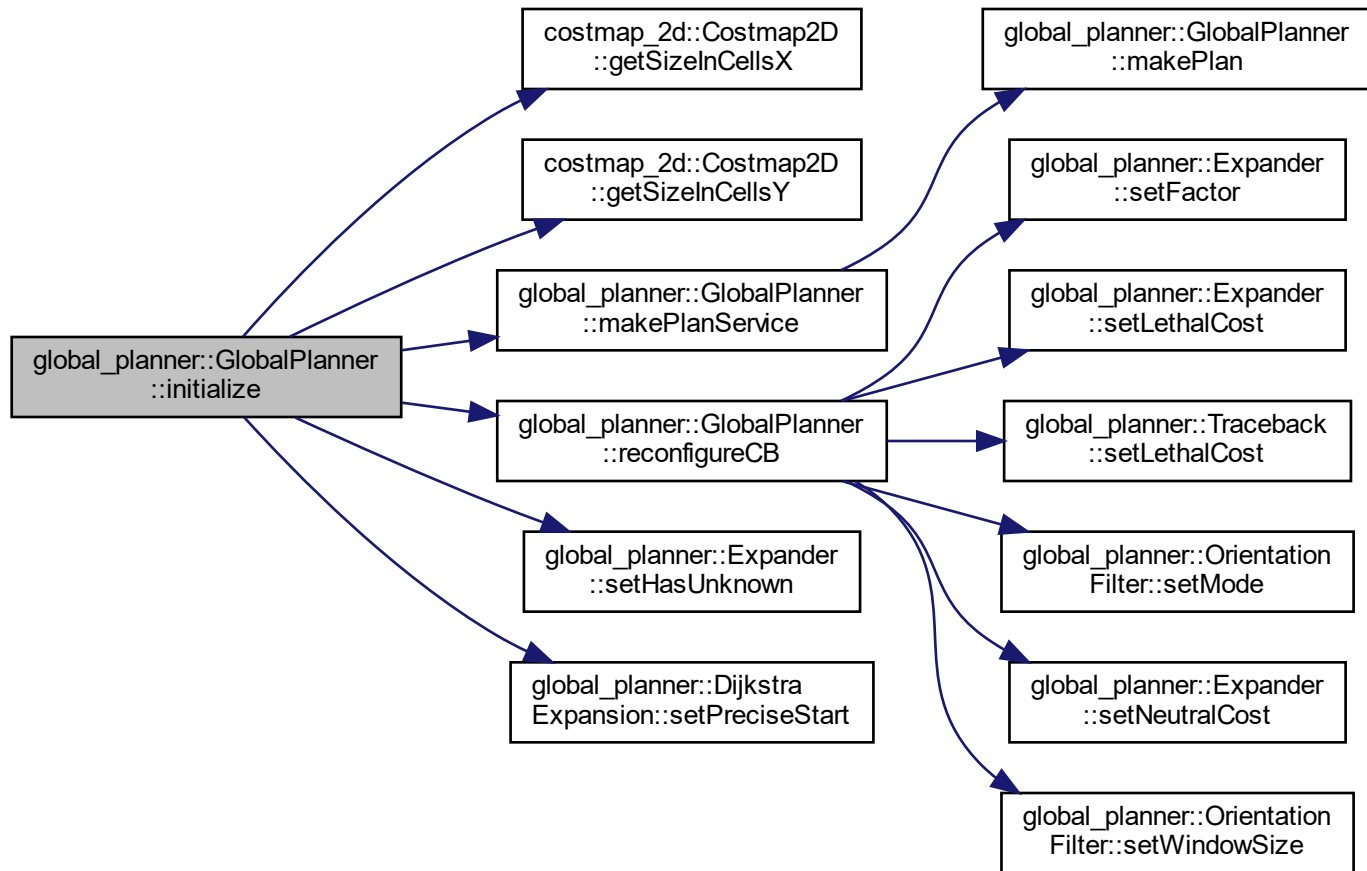 costmap_2d::Costmap2D
::getSizeInCellsX
global_planner::GlobalPlanner
::makePlan
costmap_2d::Costmap2D
::getSizeInCellsY
global_planner::Expander
::setFactor
global_planner::GlobalPlanner
::makePlanService
global_planner::Expander
::setLethalCost
global_planner::GlobalPlanner
::initialize
global_planner::GlobalPlanner
::reconfigureCB
global_planner::Traceback
::setLethalCost
global_planner::Expander
::setHasUnknown
global_planner::Orientation
Filter::setMode
global_planner::Dijkstra
Expansion::setPreciseStart
global_planner::Expander
::setNeutralCost
global_planner::Orientation
Filter::setWindowSize